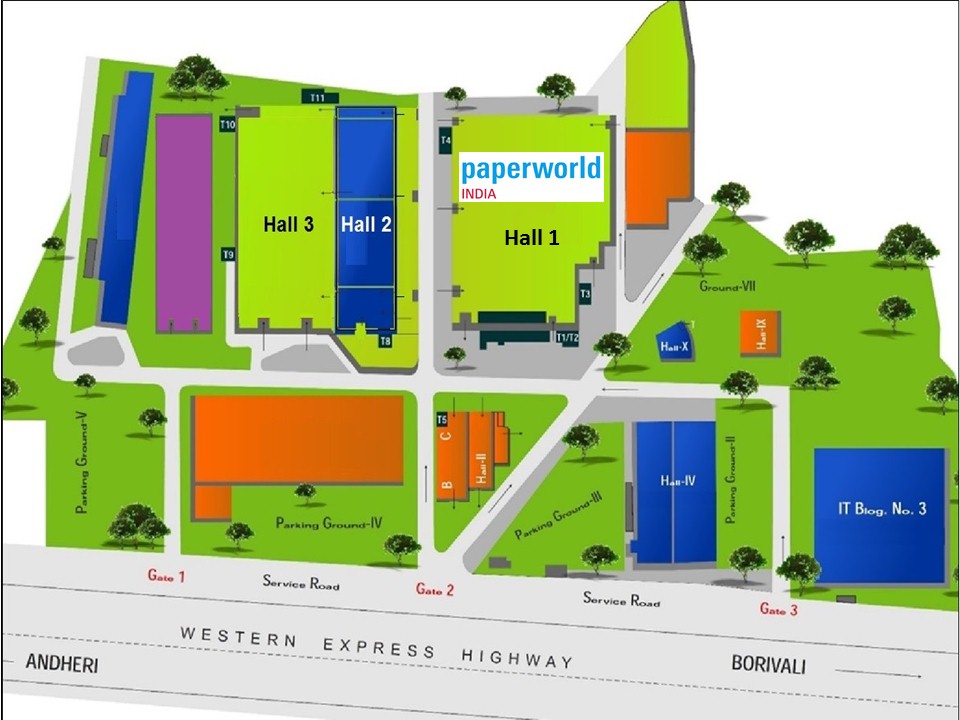 T11
T10
T4
paperworld
INDIA
Hall 3
Hall 2
Hall 1
T9
T3
Ground-VII
T8
T1/T2
Hall-X
Hall-IX
Parking Ground-V
T5
C
B
Hall-II
Hall-IV
Parking Ground-II
Parking Ground-III
Parking Ground-IV
IT Blog. No. 3
Gate 1
Service Road
Gate 2
Service Road
Gate 3
WESTERN EXPRESS HIGHWAY
ANDHERI
BORIVALI